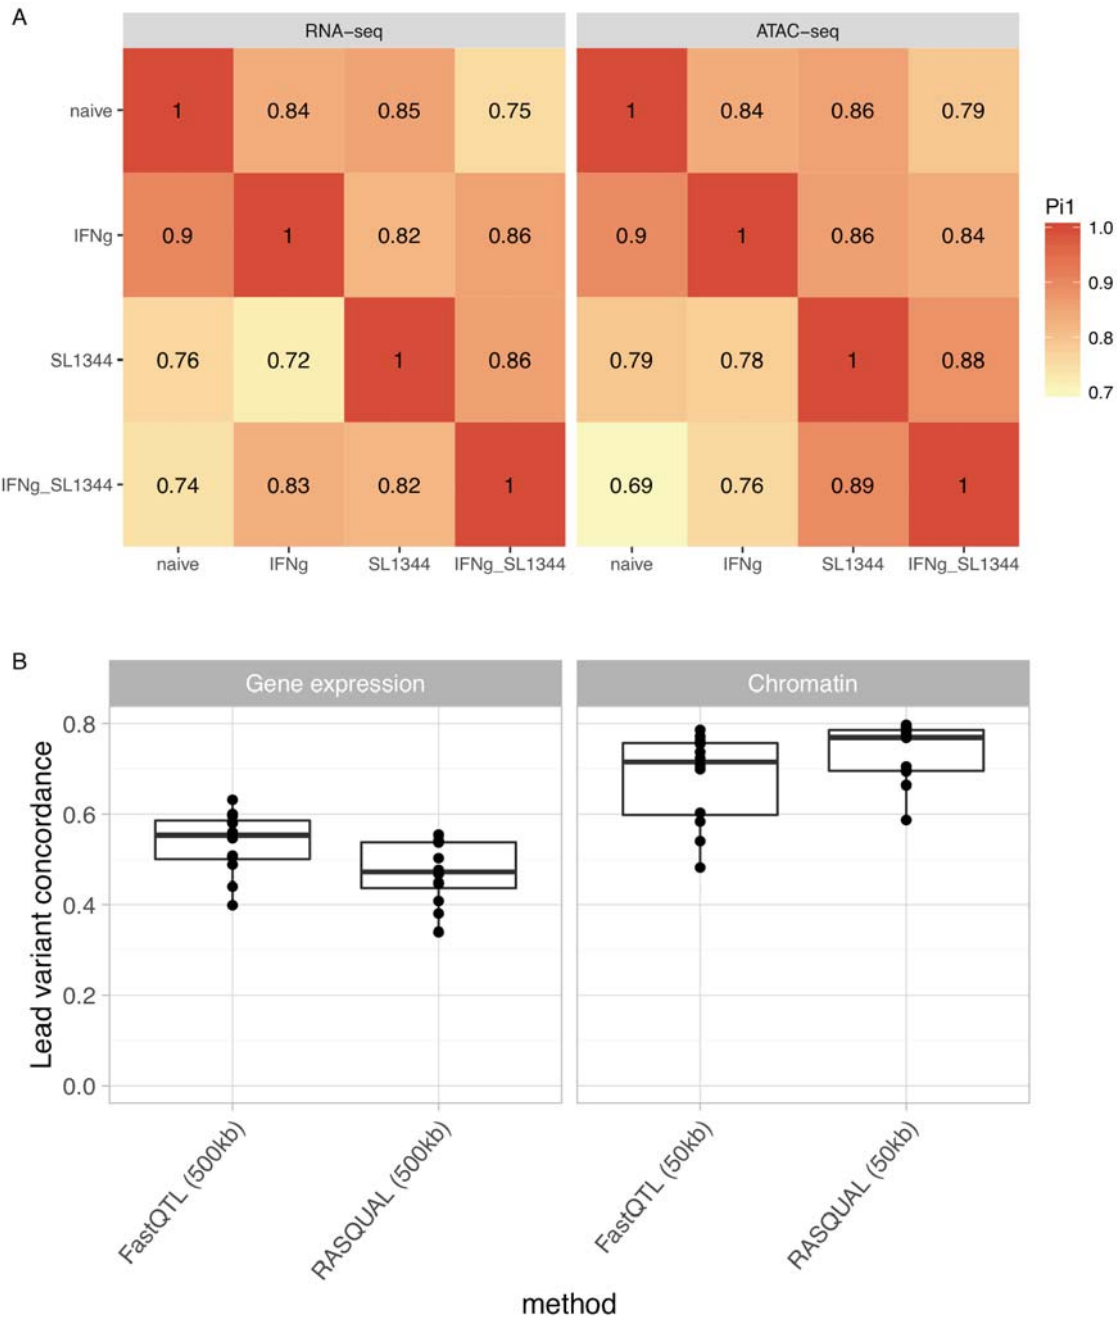 A
RNA−seq ATAC−seq
naive 1 0.84 0.85 0.75 1 0.84 0.86 0.79
IFNg 0.9 1 0.82 0.86 0.9 1 0.86 0.84
SL1344 0.76 0.72 1 0.86 0.79 0.78 1 0.88
IFNg_SL1344 0.74 0.83 0.82 1 0.69 0.76 0.89 1
naive IFNg SL1344 IFNg_SL1344 naive IFNg SL1344 IFNg_SL1344
Pi1
1.0
0.9
0.8
0.7
B
Gene expression Chromatin
Lead variant concordance
0.8
0.6
0.4
0.2
0.0
FastQTL (500kb) RASQUAL (500kb) FastQTL (50kb) RASQUAL (50kb)
method